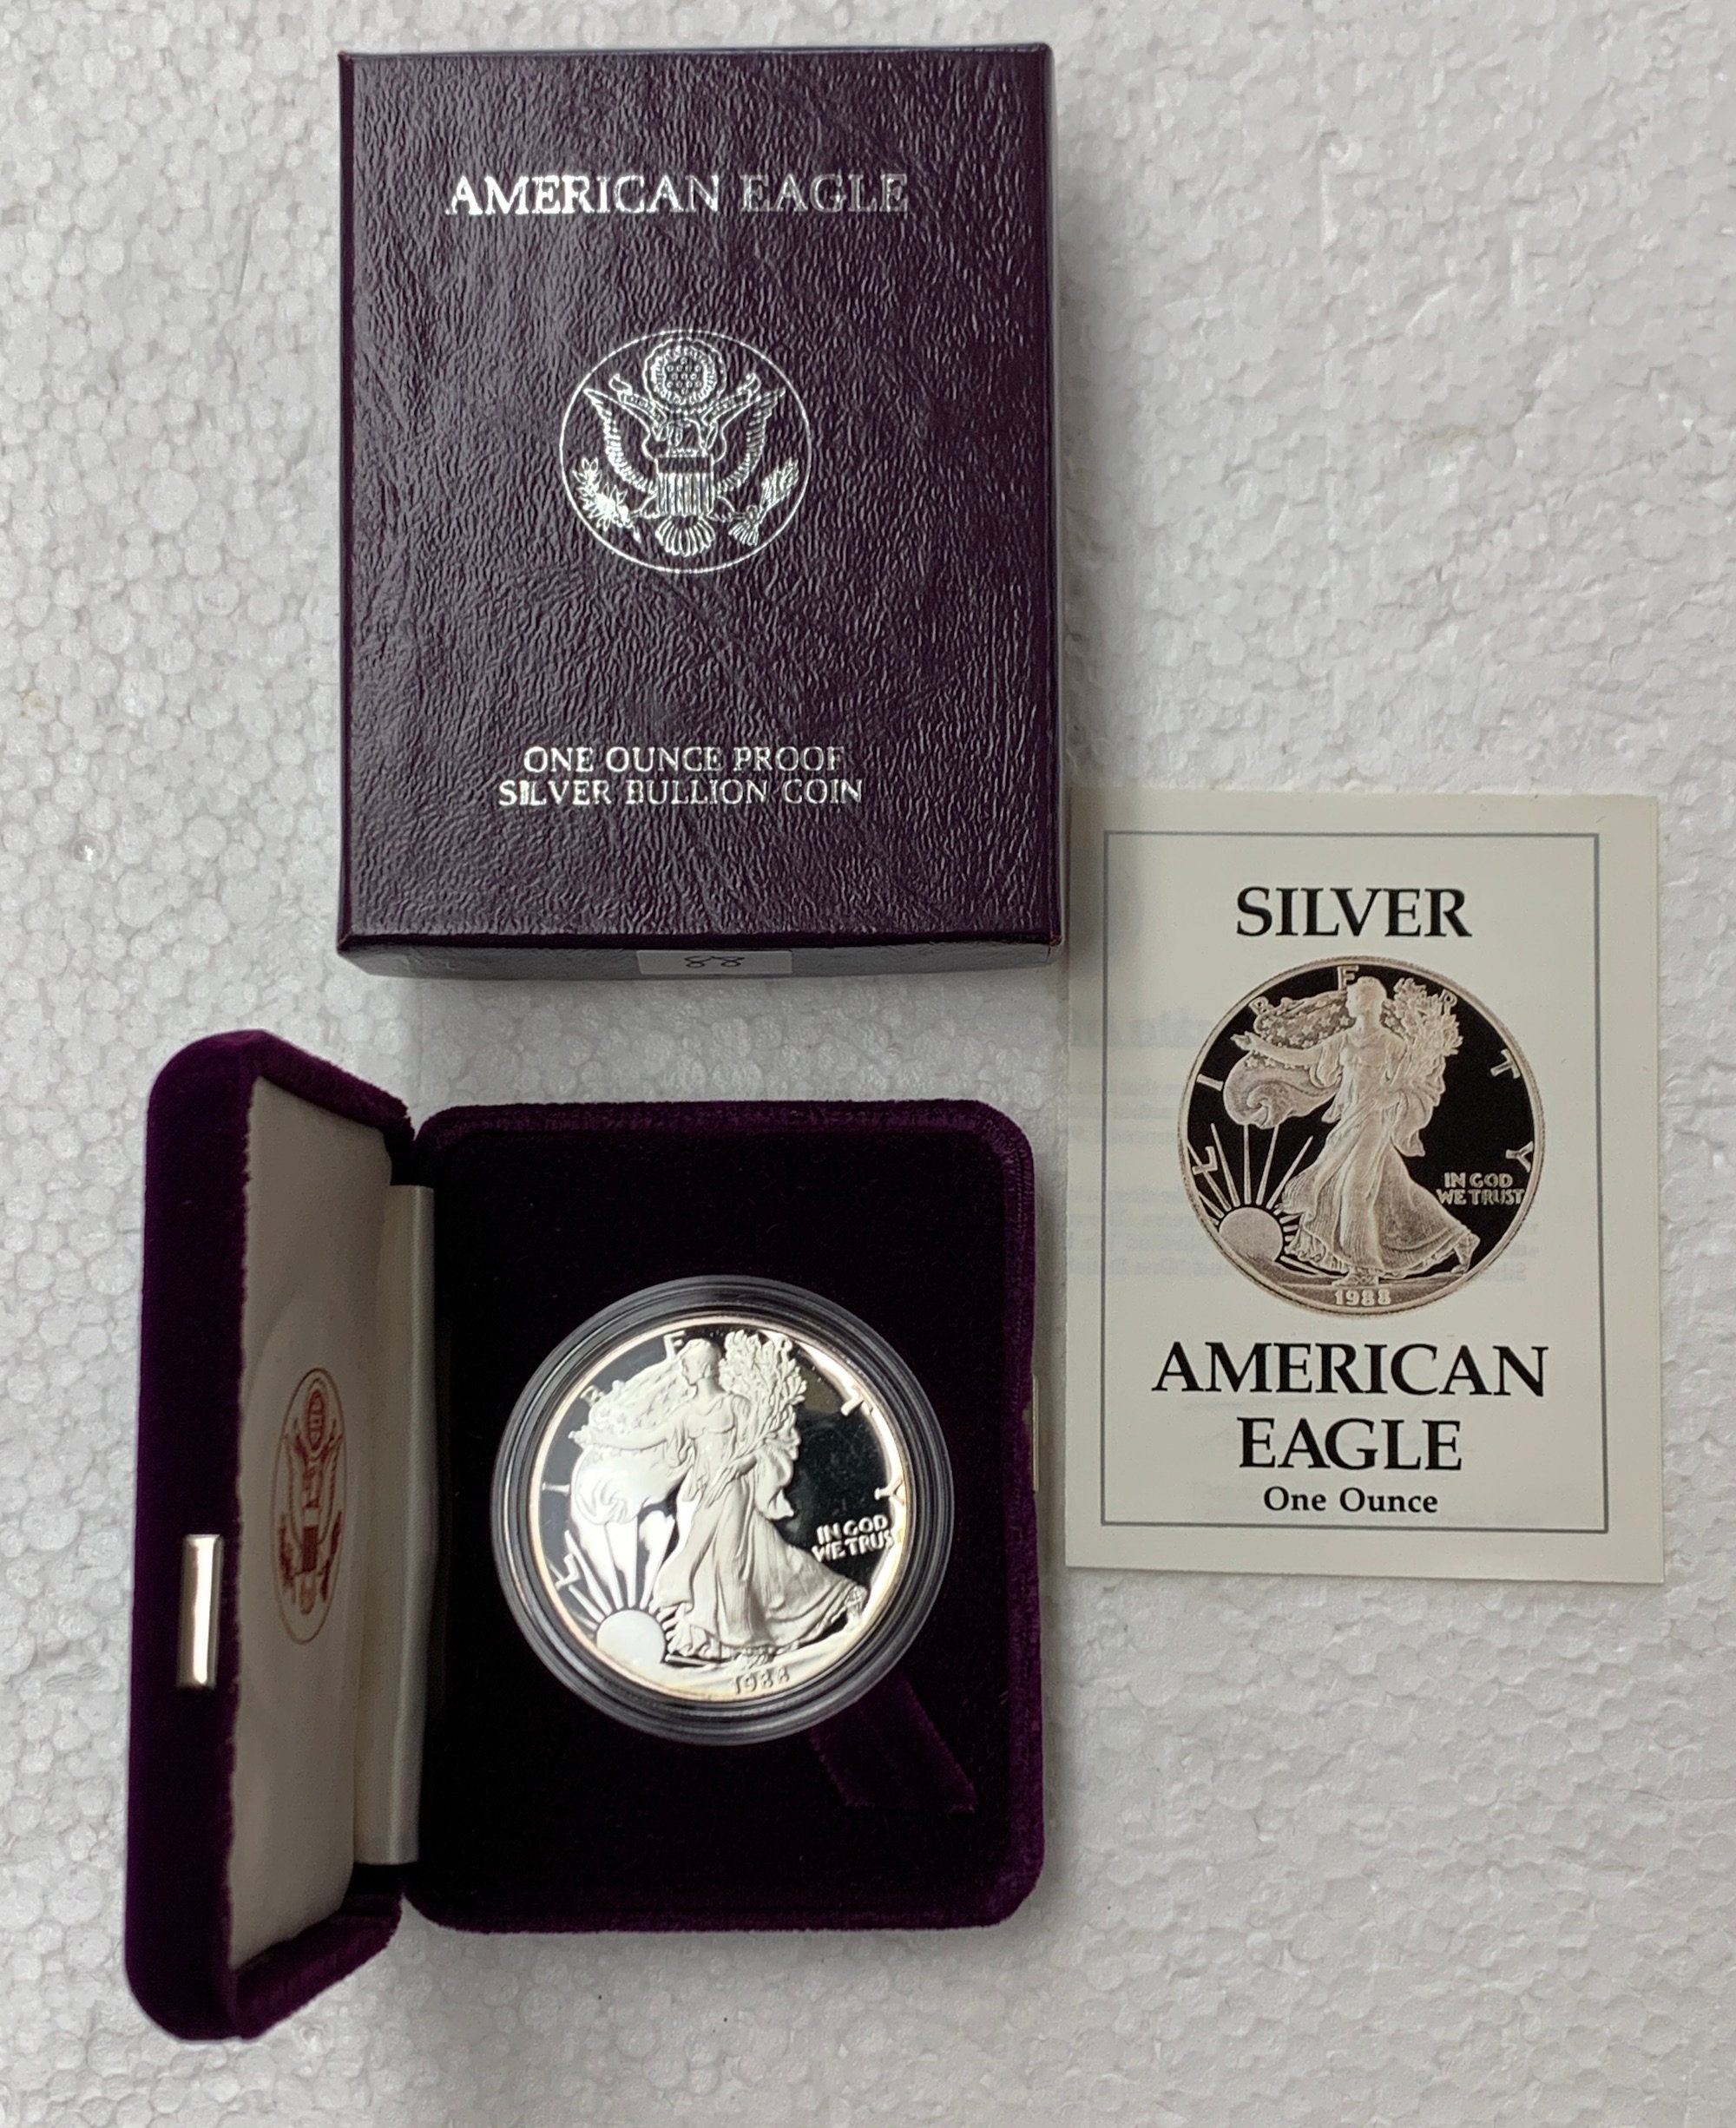 AMERICAN EAGLE
ONE OUNCE PROOF
SILVER BULLION COIN
88
SILVER
LIBERTY
IN GOD
WE TRUST
1988
AMERICAN
EAGLE
One Ounce
LIBERTY
IN GOD
WE TRUST
1988